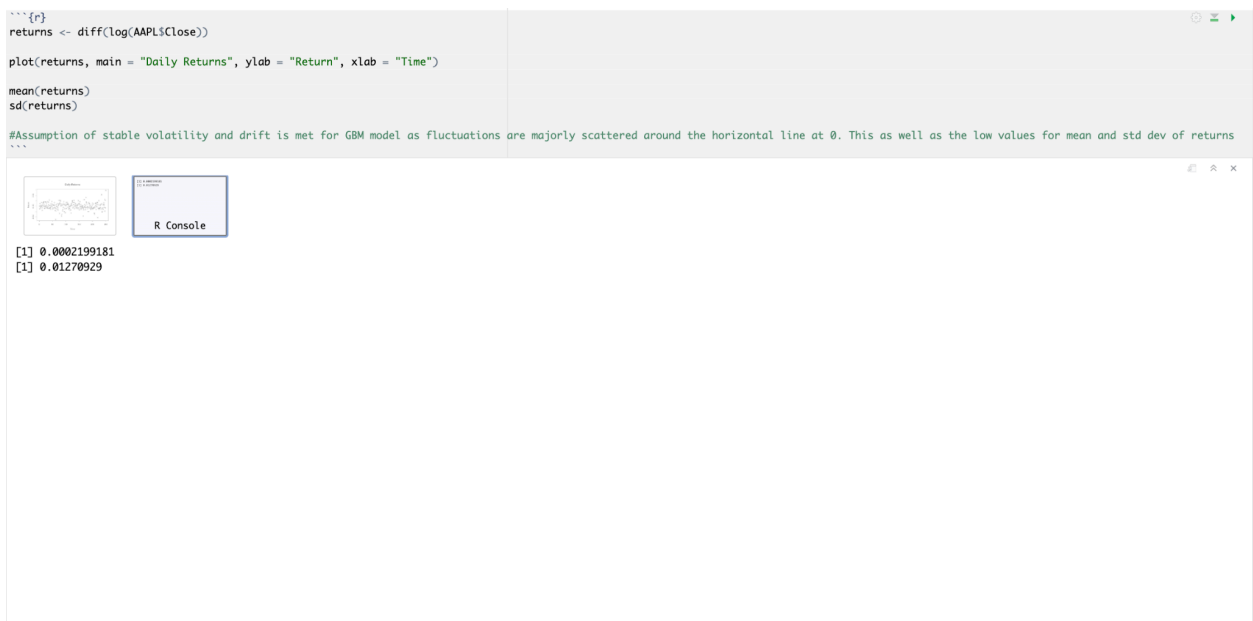 ```{r}
returns <- diff(log(AAPL$Close))
plot(returns, main = "Daily Returns", ylab = "Return", xlab = "Time")
mean(returns)
sd(returns)
#Assumption of stable volatility and drift is met for GBM model as fluctuations are majorly scattered around the horizontal line at 0. This as well as the low values for mean and std dev of returns
```
R Console
[1] 0.0002199181
[1] 0.01270929